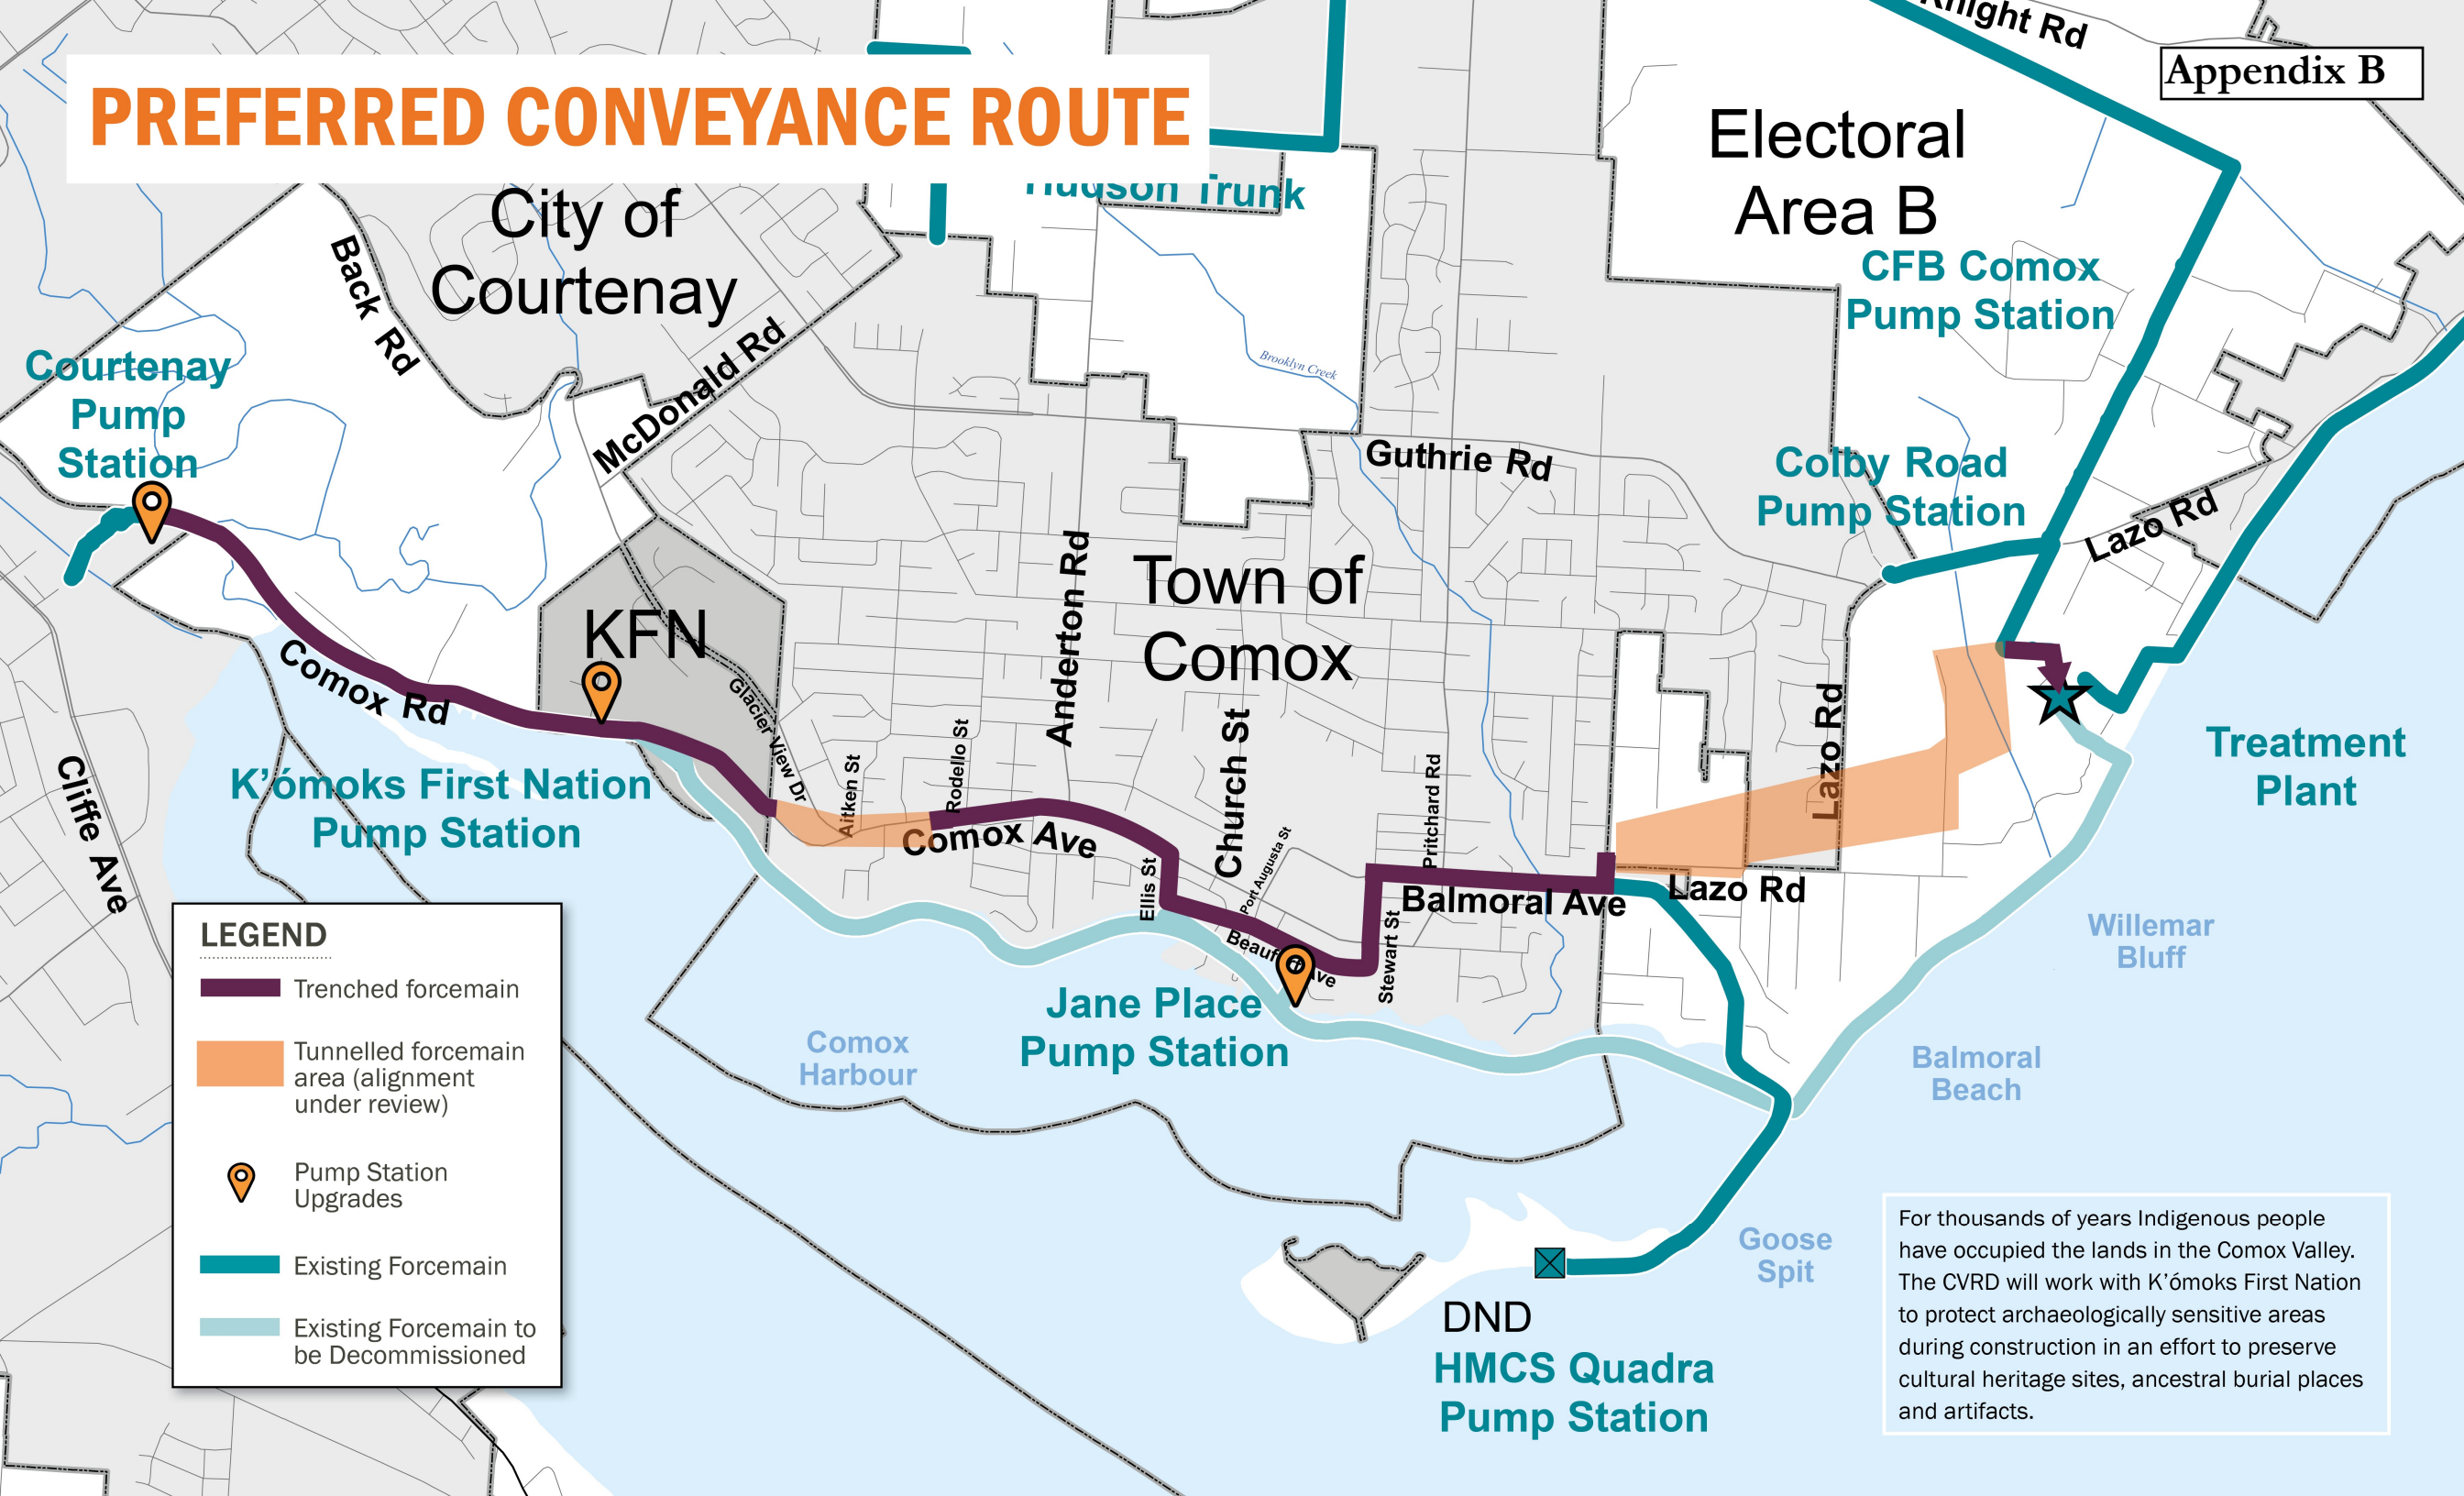 Knight Rd
Appendix B
PREFERRED CONVEYANCE ROUTE
Hudson Trunk
City of
Courtenay
Electoral
Area B
CFB Comox
Pump Station
Back Rd
McDonald Rd
Brooklyn Creek
Courtenay
Pump
Station
Guthrie Rd
Colby Road
Pump Station
Lazo Rd
KFN
Town of
Comox
Anderton Rd
Comox Rd
Glacier View Dr
Aitken St
Rodello St
Church St
Pritchard Rd
Lazo Rd
Treatment
Plant
K'ómoks First Nation
Pump Station
Cliffe Ave
Comox Ave
Ellis St
Port Augusta St
Beaufort Ave
Stewart St
Balmoral Ave
Lazo Rd
Willemar
Bluff
Jane Place
Pump Station
Comox
Harbour
Balmoral
Beach
Goose
Spit
DND
HMCS Quadra
Pump Station
LEGEND
Trenched forcemain
Tunnelled forcemain
area (alignment
under review)
Pump Station
Upgrades
Existing Forcemain
Existing Forcemain to
be Decommissioned
For thousands of years Indigenous people
have occupied the lands in the Comox Valley.
The CVRD will work with K'ómoks First Nation
to protect archaeologically sensitive areas
during construction in an effort to preserve
cultural heritage sites, ancestral burial places
and artifacts.